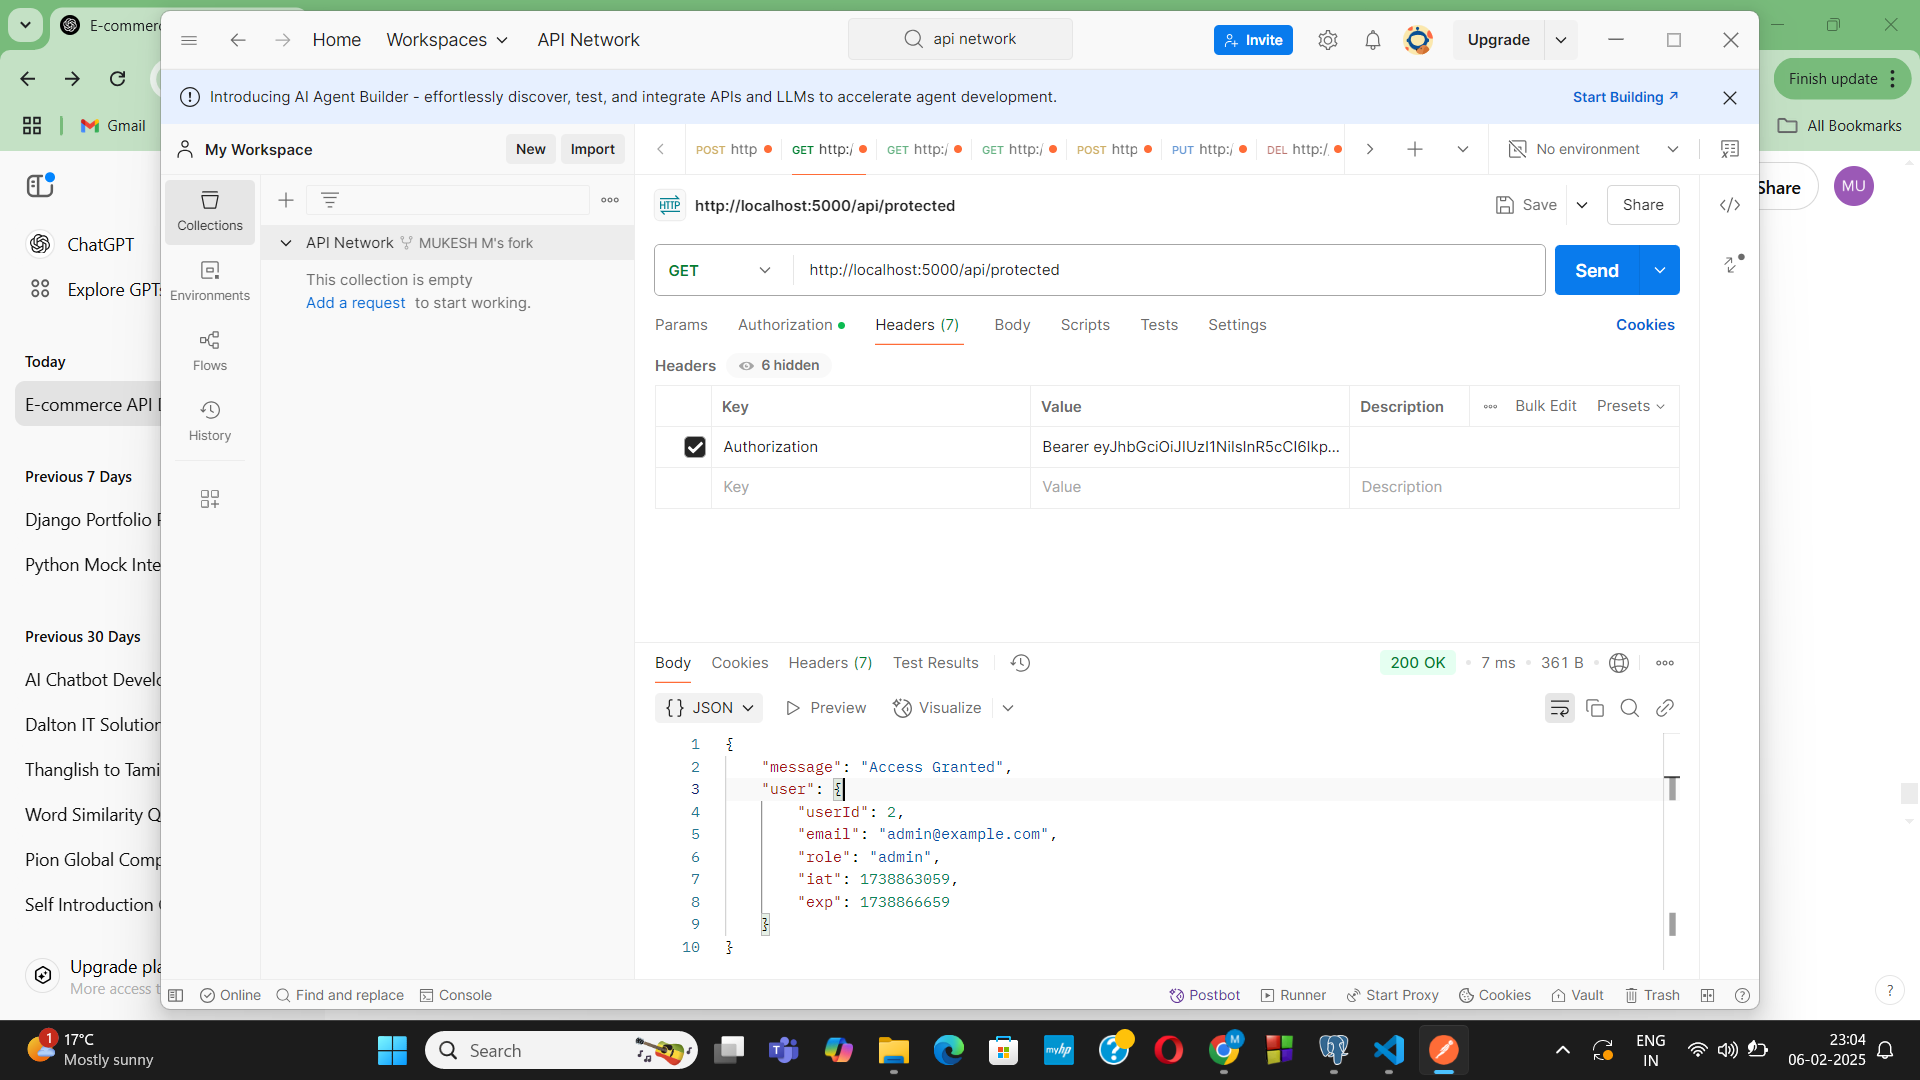 E-commerc
Home
Workspaces
API Network
api network
Invite
Upgrade
Finish update
Introducing AI Agent Builder - effortlessly discover, test, and integrate APIs and LLMs to accelerate agent development.
Start Building
Gmail
All Bookmarks
My Workspace
New
Import
POST http
GET http:/
GET http:/
GET http:/
POST http
PUT http:/
DEL http:/
No environment
Share
MU
Collections
http://localhost:5000/api/protected
Save
Share
ChatGPT
API Network
MUKESH M's fork
This collection is empty
Add a request to start working.
Explore GPTs
Environments
GET
http://localhost:5000/api/protected
Send
Params
Authorization
Headers (7)
Body
Scripts
Tests
Settings
Cookies
Flows
Today
Headers
6 hidden
E-commerce API
Key
Value
Description
Bulk Edit
Presets
History
Authorization
Bearer eyJhbGciOiJIUzI1NiIsInR5cCI6Ikp...
Previous 7 Days
Key
Value
Description
Django Portfolio
Python Mock Inte
Previous 30 Days
AI Chatbot Develo
Dalton IT Solution
Thanglish to Tami
Word Similarity Q
Pion Global Comp
Self Introduction
Body
Cookies
Headers (7)
Test Results
200 OK
7 ms
361 B
{} JSON
Preview
Visualize
1 {
2 "message": "Access Granted",
3 "user": {
4 "userId": 2,
5 "email": "admin@example.com",
6 "role": "admin",
7 "iat": 1738863059,
8 "exp": 1738866659
9 }
10 }
Upgrade pla
More access t
Online
Find and replace
Console
Postbot
Runner
Start Proxy
Cookies
Vault
Trash
?
1
17°C
Mostly sunny
Search
myhp
M
ENG
IN
23:04
06-02-2025